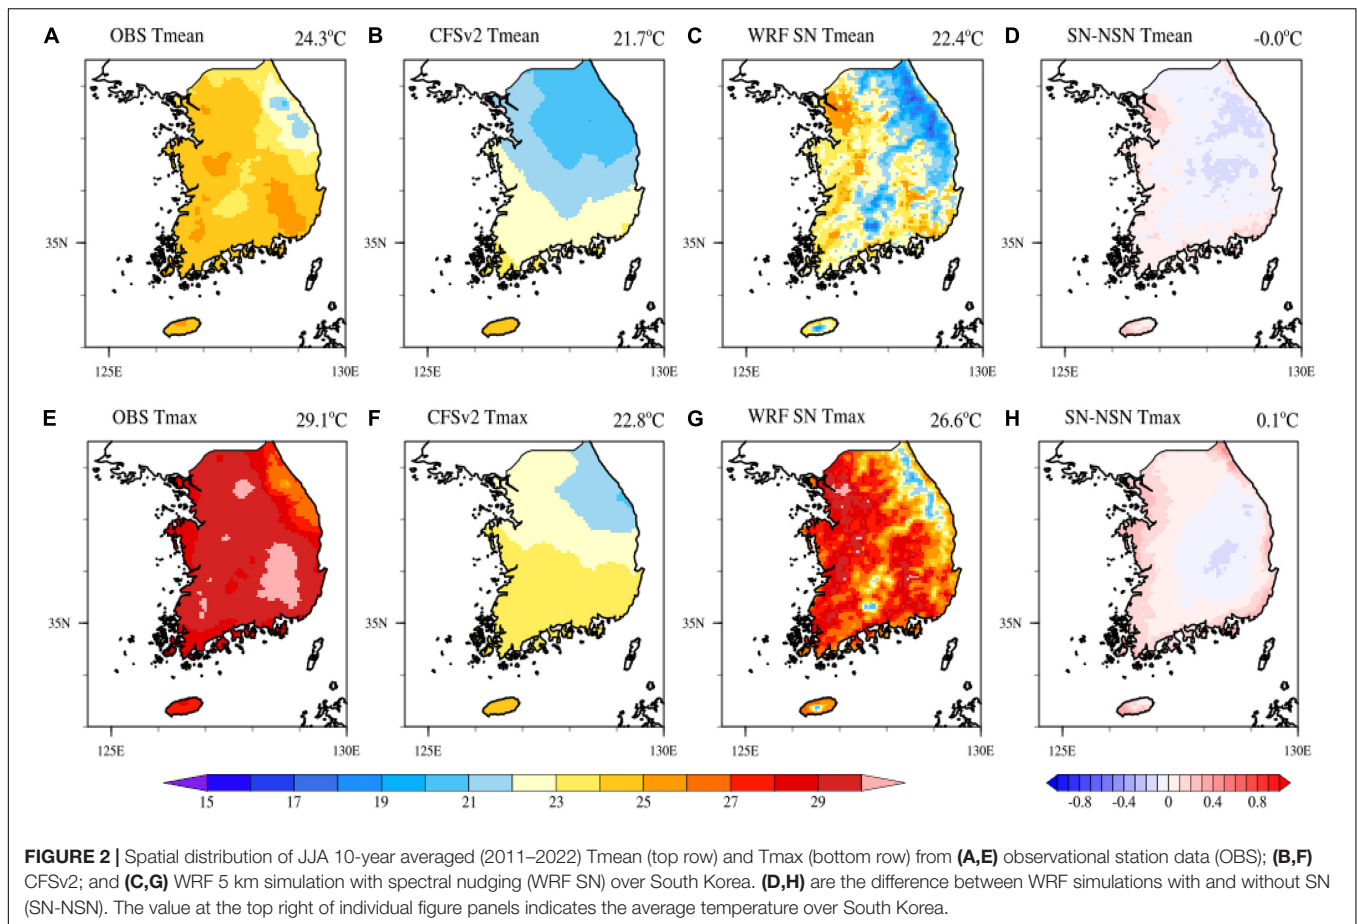 A OBS Tmean 24.3°C B CFSv2 Tmean 21.7°C C WRF SN Tmean 22.4°C D SN-NSN Tmean -0.0°C
35N 35N 35N 35N
125E 130E 125E 130E 125E 130E 125E 130E
E OBS Tmax 29.1°C F CFSv2 Tmax 22.8°C G WRF SN Tmax 26.6°C H SN-NSN Tmax 0.1°C
35N 35N 35N 35N
125E 130E 125E 130E 125E 130E 125E 130E
15 17 19 21 23 25 27 29 -0.8 -0.4 0 0.4 0.8
FIGURE 2 | Spatial distribution of JJA 10-year averaged (2011–2022) Tmean (top row) and Tmax (bottom row) from (A,E) observational station data (OBS); (B,F)
CFSv2; and (C,G) WRF 5 km simulation with spectral nudging (WRF SN) over South Korea. (D,H) are the difference between WRF simulations with and without SN
(SN-NSN). The value at the top right of individual figure panels indicates the average temperature over South Korea.